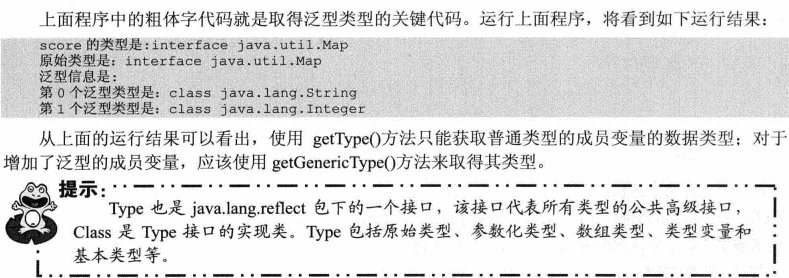 上面程序中的粗体字代码就是取得泛型类型的关键代码。运行上面程序，将看到如下运行结果：
score 的类型是:interface java.util.Map
原始类型是: interface java.util.Map
泛型信息是:
第 0 个泛型类型是: class java.lang.String
第 1 个泛型类型是: class java.lang.Integer
从上面的运行结果可以看出，使用 getType()方法只能获取普通类型的成员变量的数据类型；对于
增加了泛型的成员变量，应该使用 getGenericType()方法来取得其类型。
提示:
Type 也是 java.lang.reflect 包下的一个接口，该接口代表所有类型的公共高级接口，
Class 是 Type 接口的实现类。Type 包括原始类型、参数化类型、数组类型、类型变量和
基本类型等。